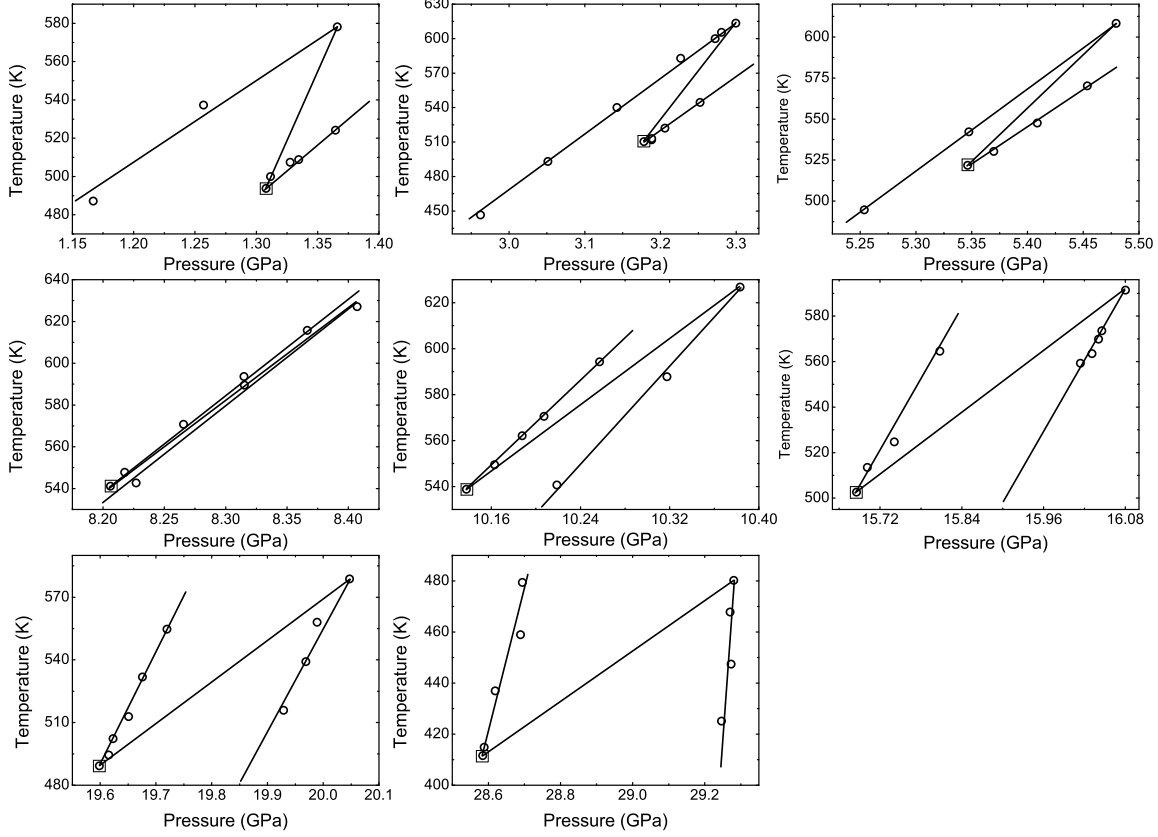 580
560
540
520
500
480
Temperature (K)
1.15 1.20 1.25 1.30 1.35 1.40
Pressure (GPa)
630
600
570
540
510
480
450
Temperature (K)
3.0 3.1 3.2 3.3
Pressure (GPa)
600
575
550
525
500
Temperature (K)
5.25 5.30 5.35 5.40 5.45 5.50
Pressure (GPa)
640
620
600
580
560
540
Temperature (K)
8.20 8.25 8.30 8.35 8.40
Pressure (GPa)
620
600
580
560
540
Temperature (K)
10.16 10.24 10.32 10.40
Pressure (GPa)
580
560
540
520
500
Temperature (K)
15.72 15.84 15.96 16.08
Pressure (GPa)
570
540
510
480
Temperature (K)
19.6 19.7 19.8 19.9 20.0 20.1
Pressure (GPa)
480
460
440
420
400
Temperature (K)
28.6 28.8 29.0 29.2
Pressure (GPa)